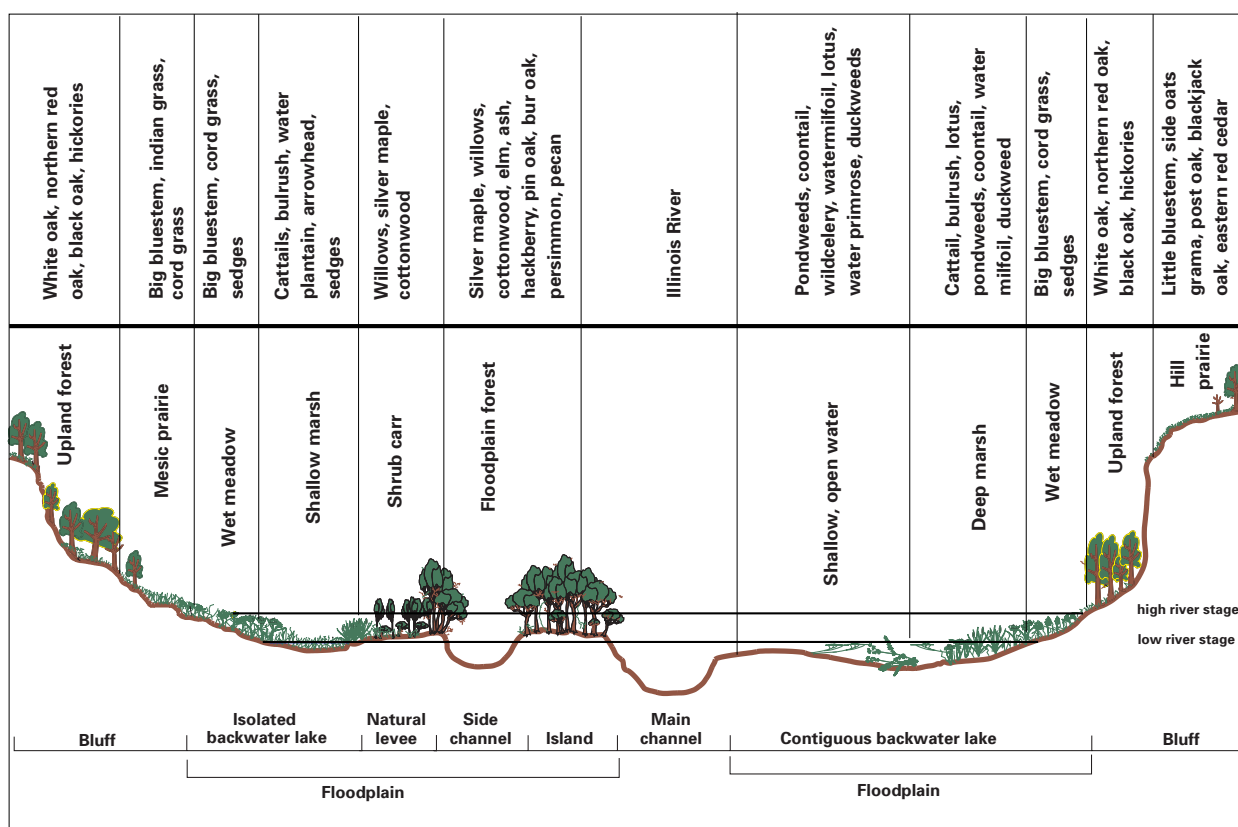 White oak, northern red
oak, black oak, hickories
Big bluestem, indian grass,
cord grass
Big bluestem, cord grass,
sedges
Cattails, bulrush, water
plantain, arrowhead,
sedges
Willows, silver maple,
cottonwood
Silver maple, willows,
cottonwood, elm, ash,
hackberry, pin oak, bur oak,
persimmon, pecan
Illinois River
Pondweeds, coontail,
wildcelery, watermilfoil, lotus,
water primrose, duckweeds
Cattail, bulrush, lotus,
pondweeds, coontail, water
milfoil, duckweed
Big bluestem, cord grass,
sedges
White oak, northern red oak,
black oak, hickories
Little bluestem, side oats
grama, post oak, blackjack
oak, eastern red cedar
Upland forest
Mesic prairie
Wet meadow
Shallow marsh
Shrub carr
Floodplain forest
Shallow, open water
Deep marsh
Wet meadow
Upland forest
Hill
prairie
high river stage
low river stage
Bluff
Isolated
backwater lake
Natural
levee
Side
channel
Island
Main
channel
Contiguous backwater lake
Bluff
Floodplain
Floodplain